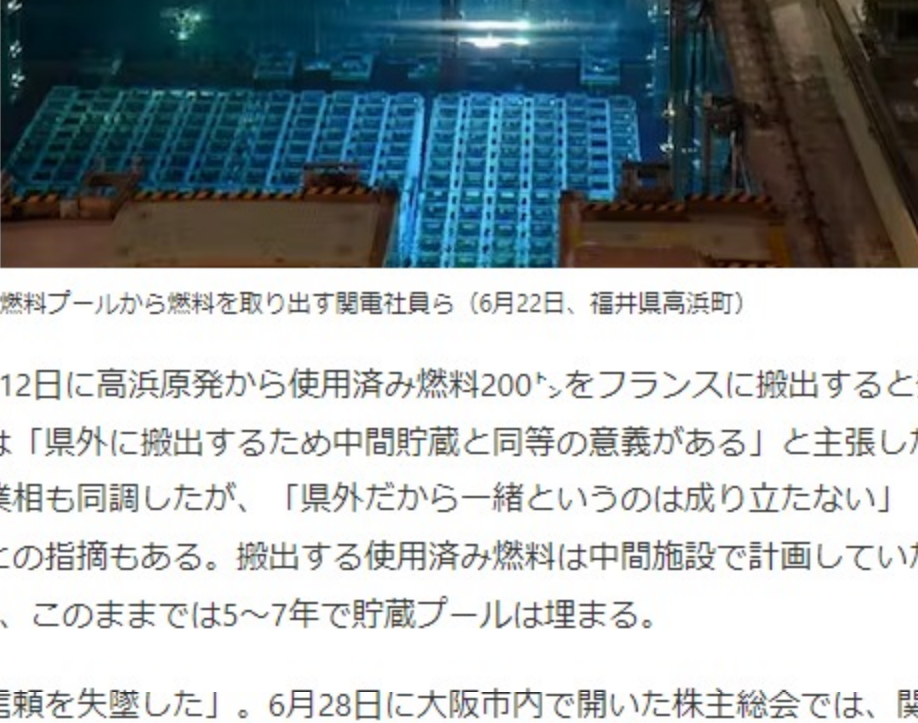 燃料プールから燃料を取り出す関電社員ら（6月22日、福井県高浜町）
12日に高浜原発から使用済み燃料200㌧をフランスに搬出すると
は「県外に搬出するため中間貯蔵と同等の意義がある」と主張した
業相も同調したが、「県外だから一緒というのは成り立たない」
との指摘もある。搬出する使用済み燃料は中間施設で計画していた
、このままでは5～7年で貯蔵プールは埋まる。
信頼を失墜した」。6月28日に大阪市内で開いた株主総会では、関